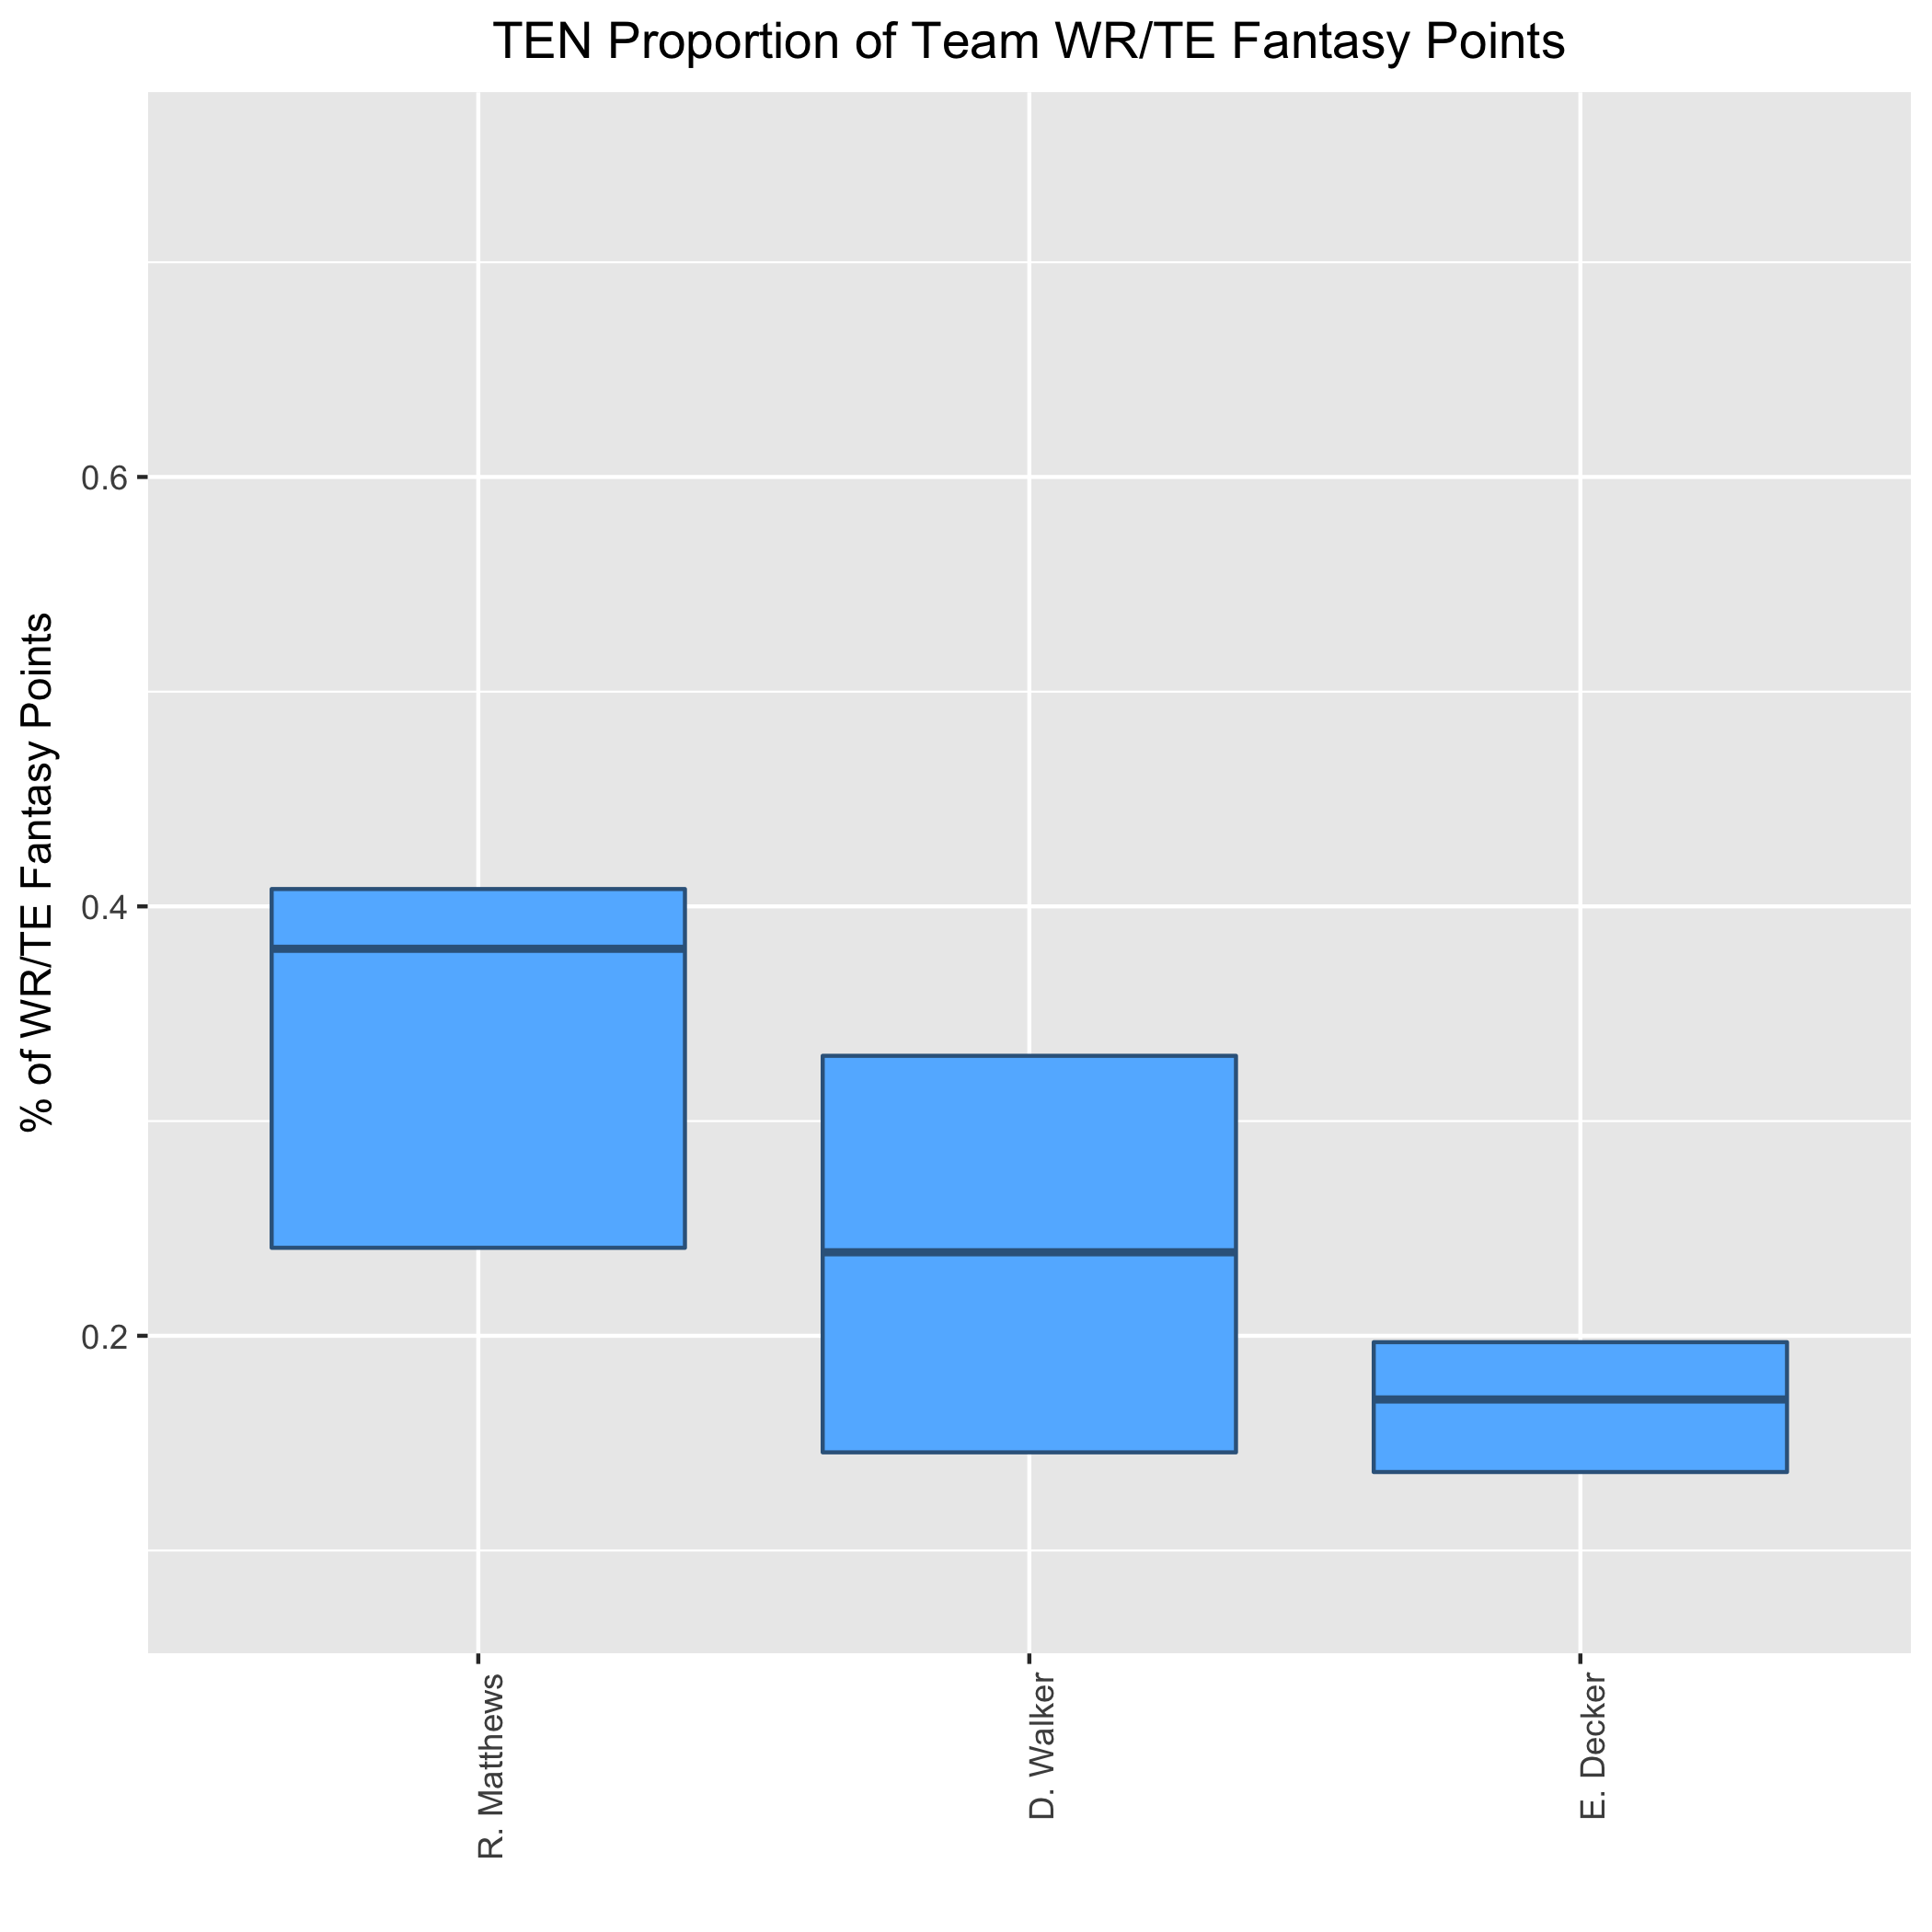 TEN Proportion of Team WR/TE Fantasy Points
% of WR/TE Fantasy Points
0.6
0.4
0.2
R. Matthews
D. Walker
E. Decker